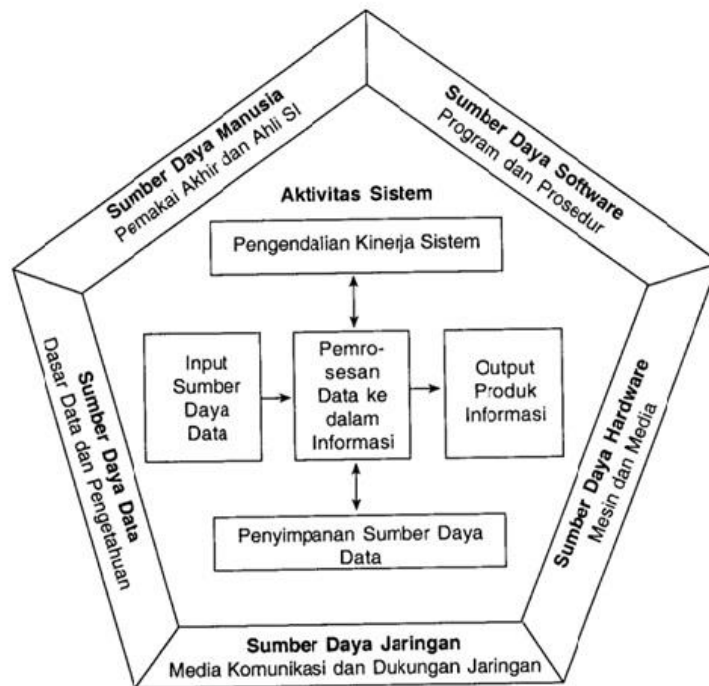 Sumber Daya Manusia
Pemakai Akhir dan Ahli SI
Sumber Daya Software
Program dan Prosedur
Aktivitas Sistem
Pengendalian Kinerja Sistem
Input
Sumber
Daya
Data
Pemro-
sesan
Data ke
dalam
Informasi
Output
Produk
Informasi
Penyimpanan Sumber Daya
Data
Sumber Daya Data
Dasar Data dan Pengetahuan
Sumber Daya Hardware
Mesin dan Media
Sumber Daya Jaringan
Media Komunikasi dan Dukungan Jaringan